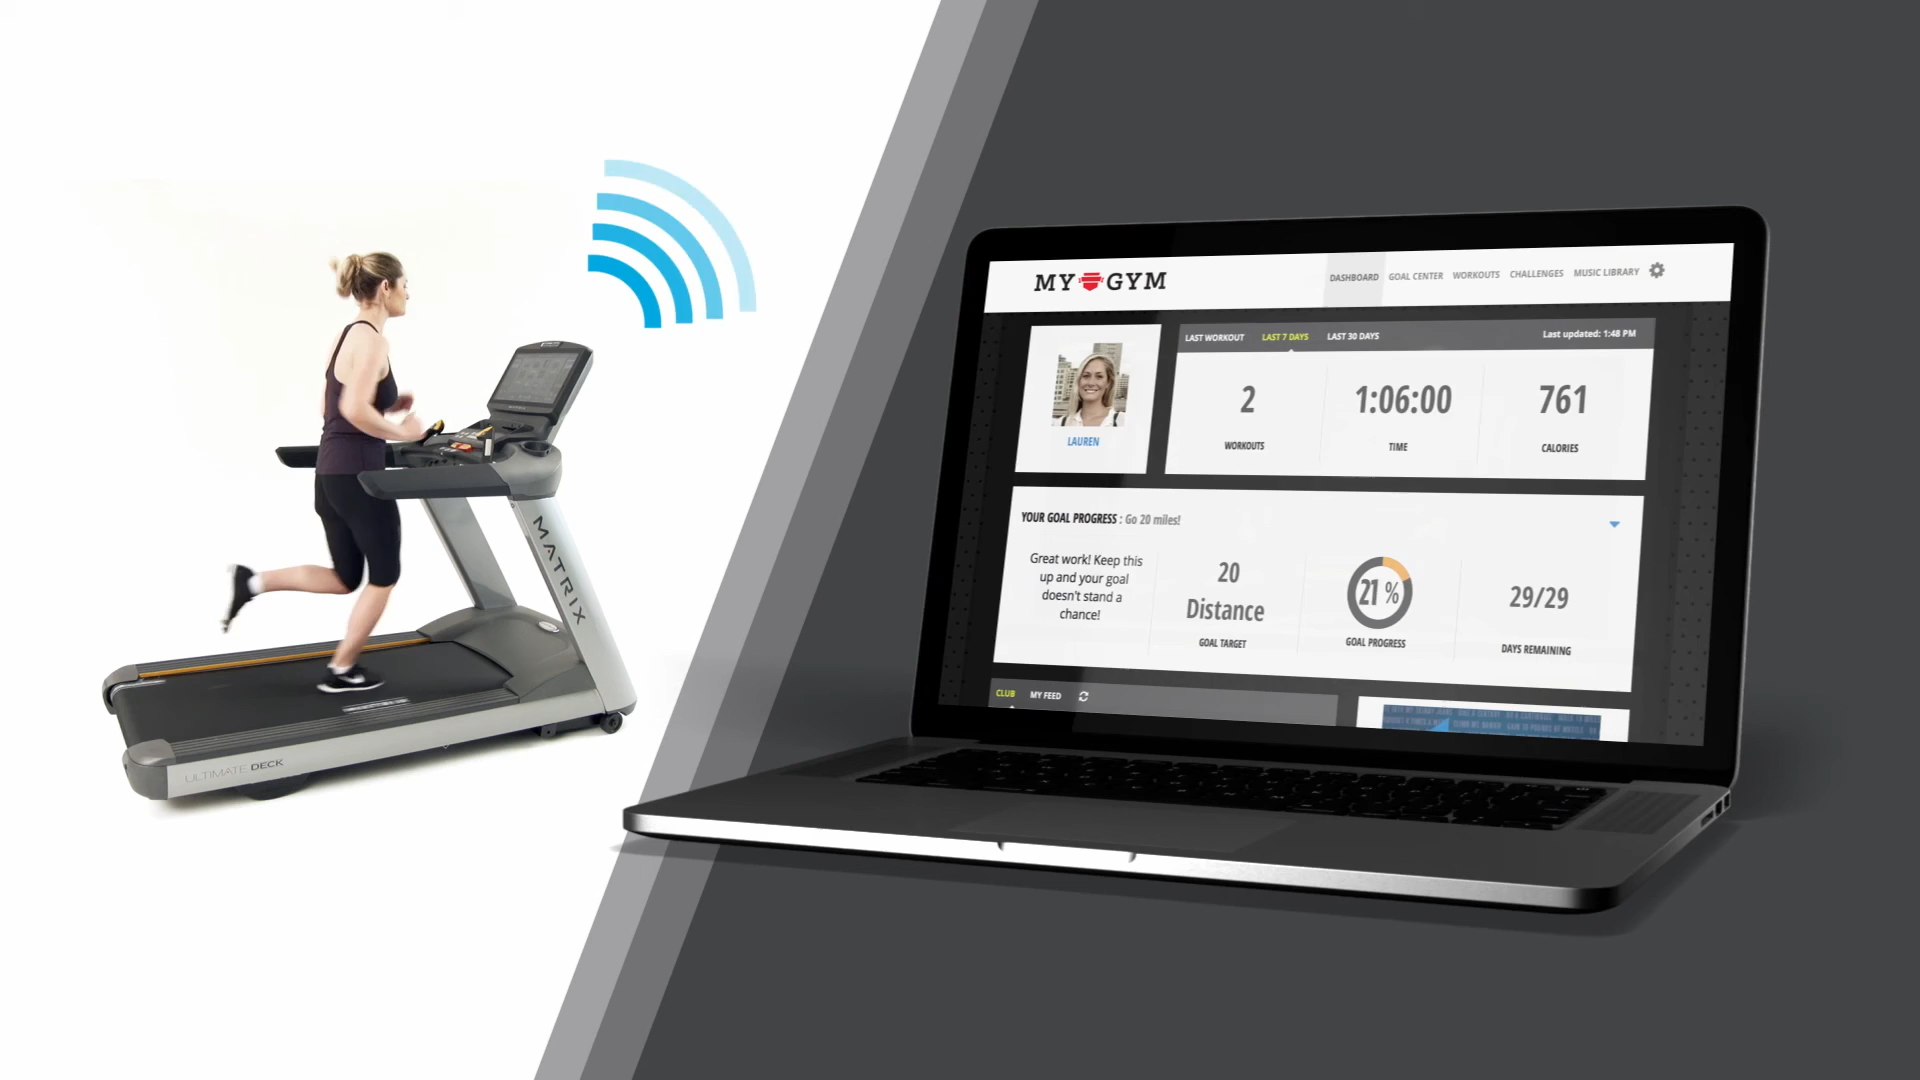 MATRIX
ULTIMATE DECK
MY GYM
DASHBOARD GOAL CENTER WORKOUTS CHALLENGES MUSIC LIBRARY
LAST WORKOUT LAST 7 DAYS LAST 30 DAYS Last updated: 1:48 PM
LAUREN
2 1:06:00 761
WORKOUTS TIME CALORIES
YOUR GOAL PROGRESS : Go 20 miles!
Great work! Keep this
up and your goal
doesn't stand a
chance!
20
Distance
GOAL TARGET
21 %
GOAL PROGRESS
29/29
DAYS REMAINING
CLUB MY FEED